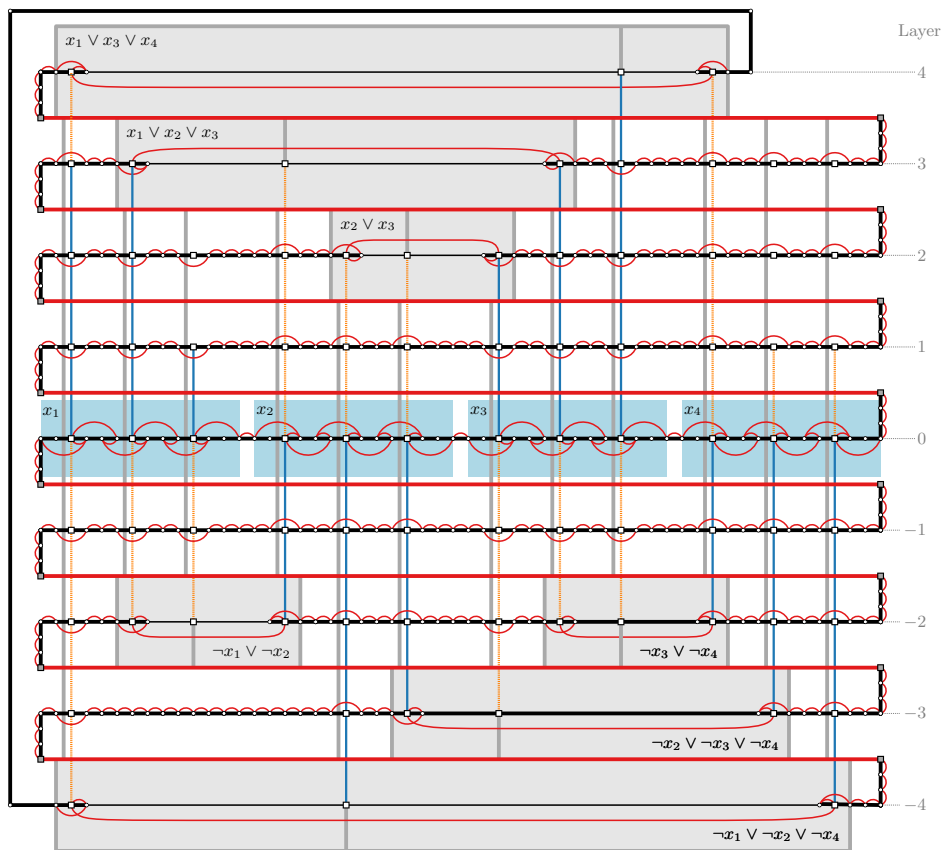 Layer
x₁ ∨ x₃ ∨ x₄
4
x₁ ∨ x₂ ∨ x₃
3
x₂ ∨ x₃
2
1
x₁ x₂ x₃ x₄
0
−1
−2
¬x₁ ∨ ¬x₂ ¬x₃ ∨ ¬x₄
−3
¬x₂ ∨ ¬x₃ ∨ ¬x₄
−4
¬x₁ ∨ ¬x₂ ∨ ¬x₄